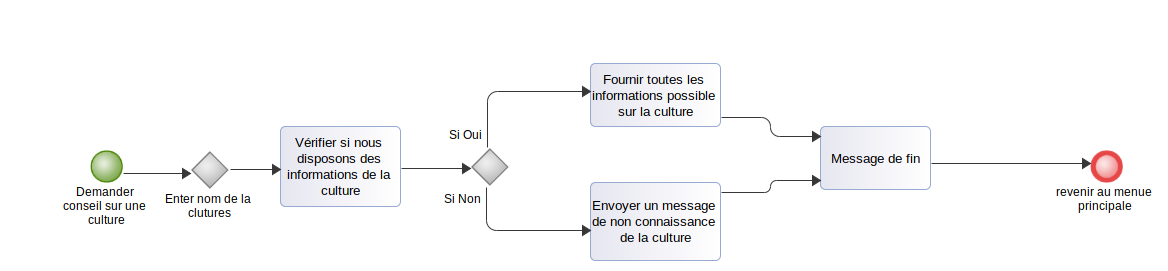 Demander
conseil sur une
culture
Enter nom de la
clutures
Vérifier si nous
disposons des
informations de la
culture
Si Oui
Si Non
Fournir toutes les
informations possible
sur la culture
Envoyer un message
de non connaissance
de la culture
Message de fin
revenir au menue
principale